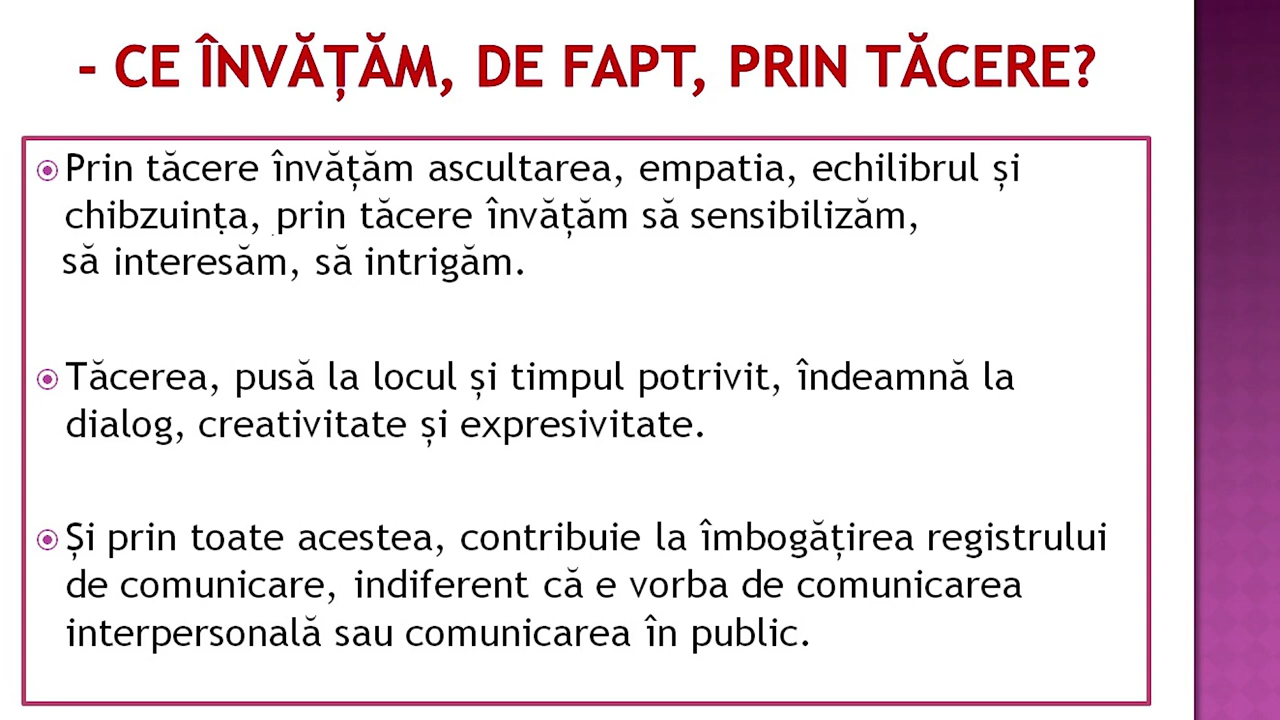 - CE ÎNVĂȚĂM, DE FAPT, PRIN TĂCERE?
Prin tăcere învățăm ascultarea, empatia, echilibrul și
chibzuința, prin tăcere învățăm să sensibilizăm,
să interesăm, să intrigăm.
Tăcerea, pusă la locul și timpul potrivit, îndeamnă la
dialog, creativitate și expresivitate.
Și prin toate acestea, contribuie la îmbogățirea registrului
de comunicare, indiferent că e vorba de comunicarea
interpersonală sau comunicarea în public.